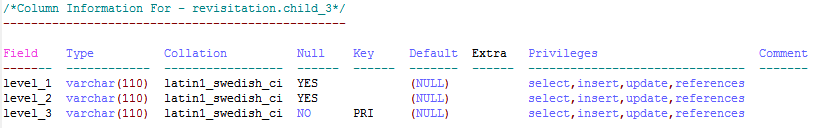 /*Column Information For - revisitation.child_3*/
------------------------------------------------
Field    Type          Collation          Null    Key     Default  Extra   Privileges                       Comment
-------  ------------  -----------------  ------  ------  -------  ------  -------------------------------  -------
level_1  varchar(110)  latin1_swedish_ci  YES             (NULL)           select,insert,update,references
level_2  varchar(110)  latin1_swedish_ci  YES             (NULL)           select,insert,update,references
level_3  varchar(110)  latin1_swedish_ci  NO      PRI     (NULL)           select,insert,update,references